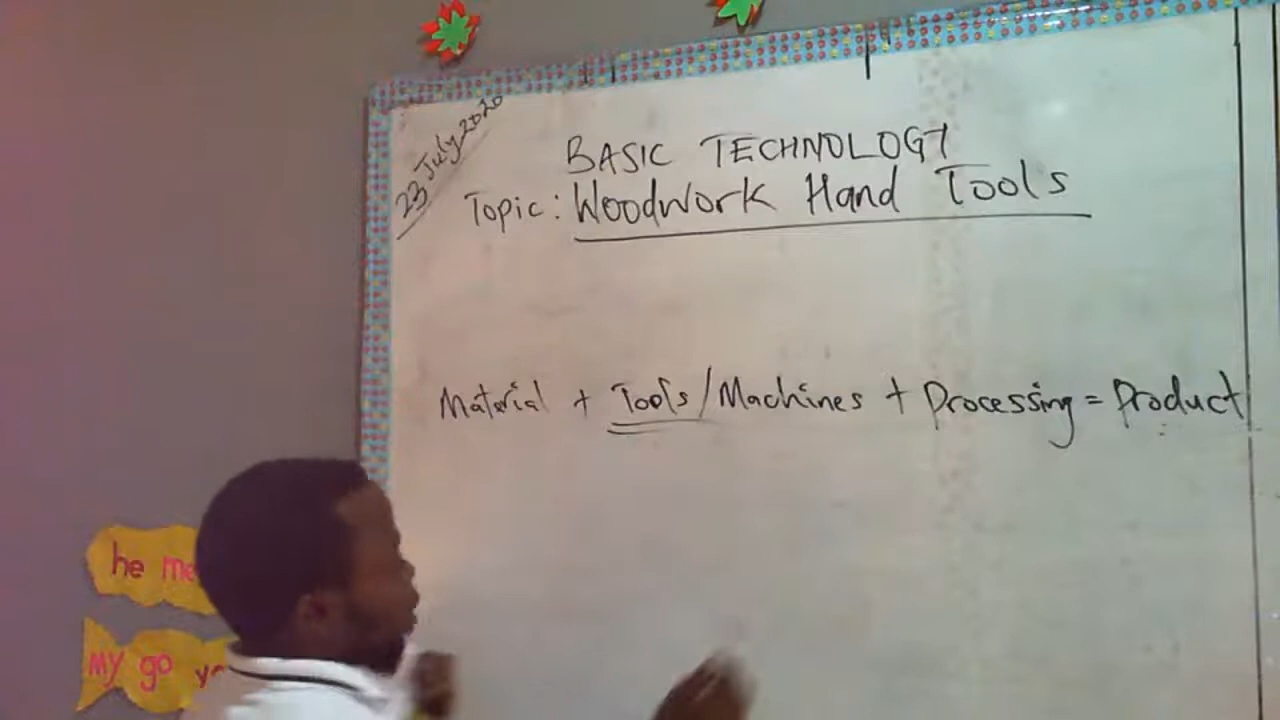 23 July 2020
BASIC TECHNOLOGY
Topic: Woodwork Hand Tools
Material + Tools/Machines + Processing = Product
he me
my go